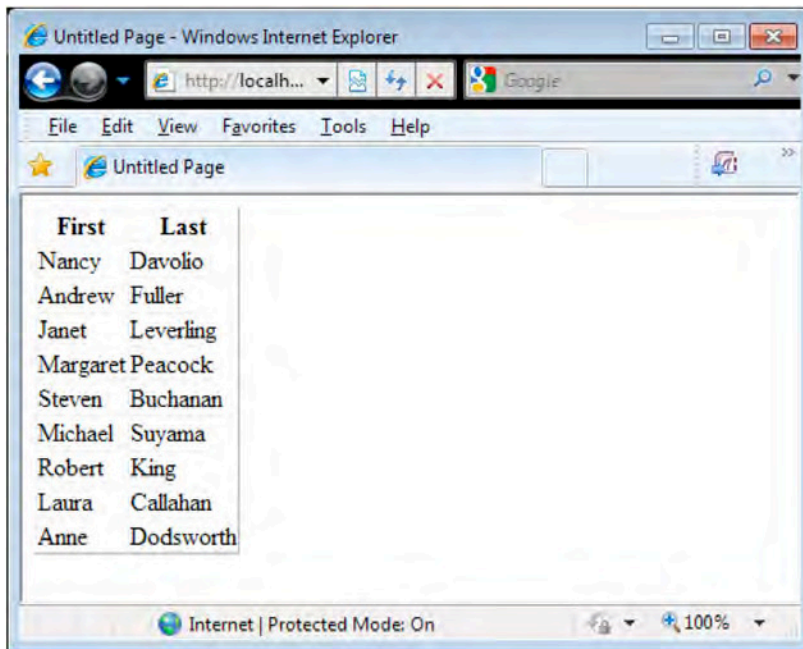 Untitled Page - Windows Internet Explorer
http://localh... Google
File Edit View Favorites Tools Help
Untitled Page
First Last
Nancy Davolio
Andrew Fuller
Janet Leverling
Margaret Peacock
Steven Buchanan
Michael Suyama
Robert King
Laura Callahan
Anne Dodsworth
Internet | Protected Mode: On 100%